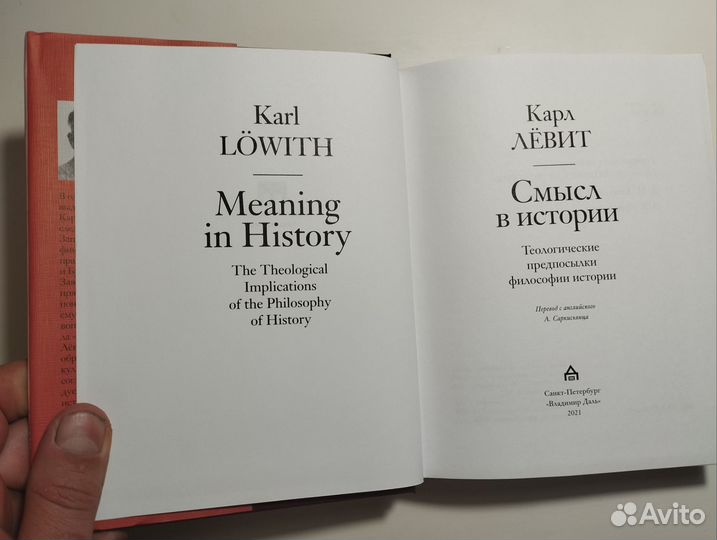 Karl
LÖWITH
Meaning
in History
The Theological
Implications
of the Philosophy
of History
Карл
ЛЁВИТ
Смысл
в истории
Теологические
предпосылки
философии истории
Перевод с английского
А. Саркисьянца
Санкт-Петербург
«Владимир Даль»
2021
Avito